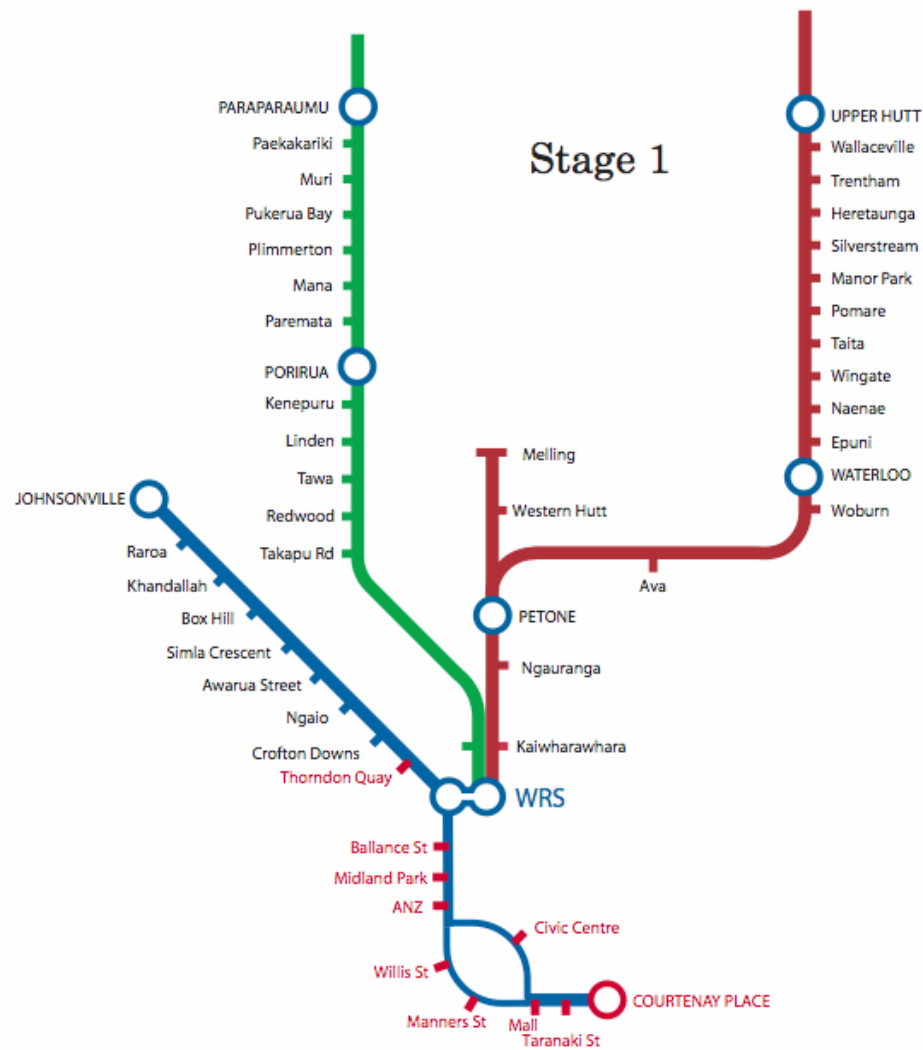 Stage 1
PARAPARAUMU
Paekakariki
Muri
Pukerua Bay
Plimmerton
Mana
Paremata
PORIRUA
Kenepuru
Linden
Tawa
Redwood
Takapu Rd
UPPER HUTT
Wallaceville
Trentham
Heretaunga
Silverstream
Manor Park
Pomare
Taita
Wingate
Naenae
Epuni
WATERLOO
Woburn
Ava
Melling
Western Hutt
PETONE
Ngauranga
Kaiwharawhara
JOHNSONVILLE
Raroa
Khandallah
Box Hill
Simla Crescent
Awarua Street
Ngaio
Crofton Downs
Thorndon Quay
WRS
Ballance St
Midland Park
ANZ
Civic Centre
Willis St
Manners St
Mall
Taranaki St
COURTENAY PLACE